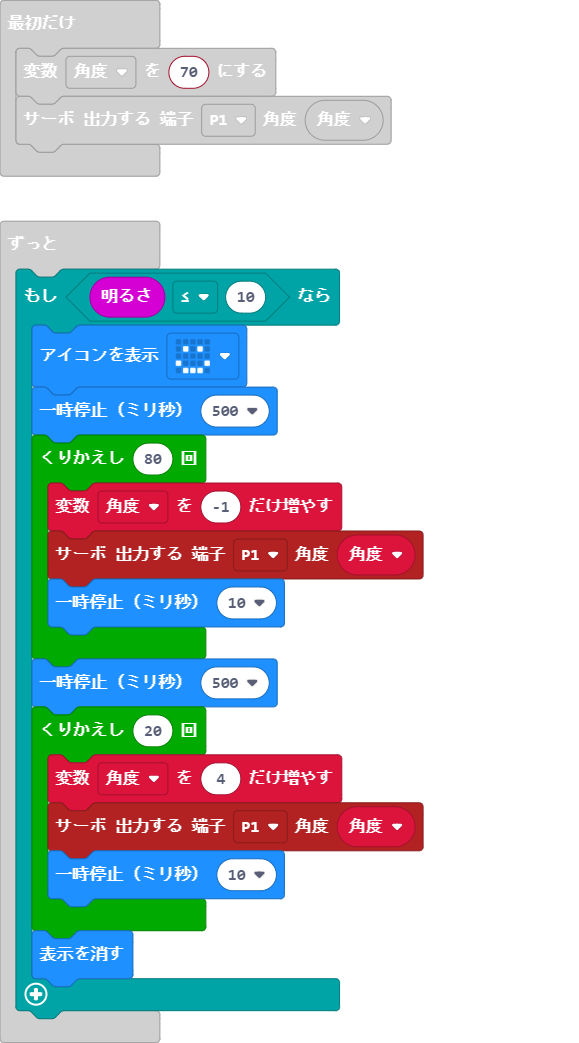 最初だけ
変数 角度 を 70 にする
サーボ 出力する 端子 P1 角度 角度
ずっと
もし 明るさ ≤ 10 なら
アイコンを表示
一時停止（ミリ秒） 500
くりかえし 80 回
変数 角度 を -1 だけ増やす
サーボ 出力する 端子 P1 角度 角度
一時停止（ミリ秒） 10
一時停止（ミリ秒） 500
くりかえし 20 回
変数 角度 を 4 だけ増やす
サーボ 出力する 端子 P1 角度 角度
一時停止（ミリ秒） 10
表示を消す